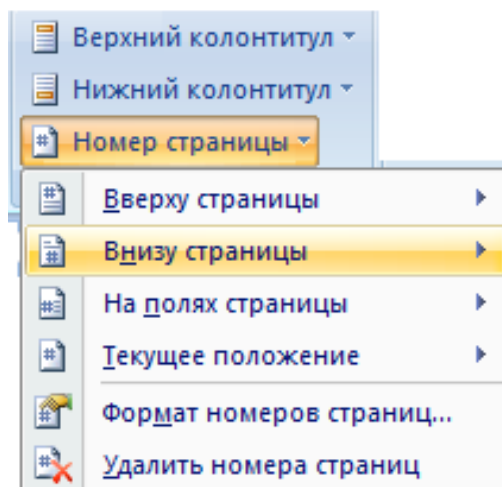 Верхний колонтитул
Нижний колонтитул
Номер страницы
Вверху страницы
Внизу страницы
На полях страницы
Текущее положение
Формат номеров страниц...
Удалить номера страниц